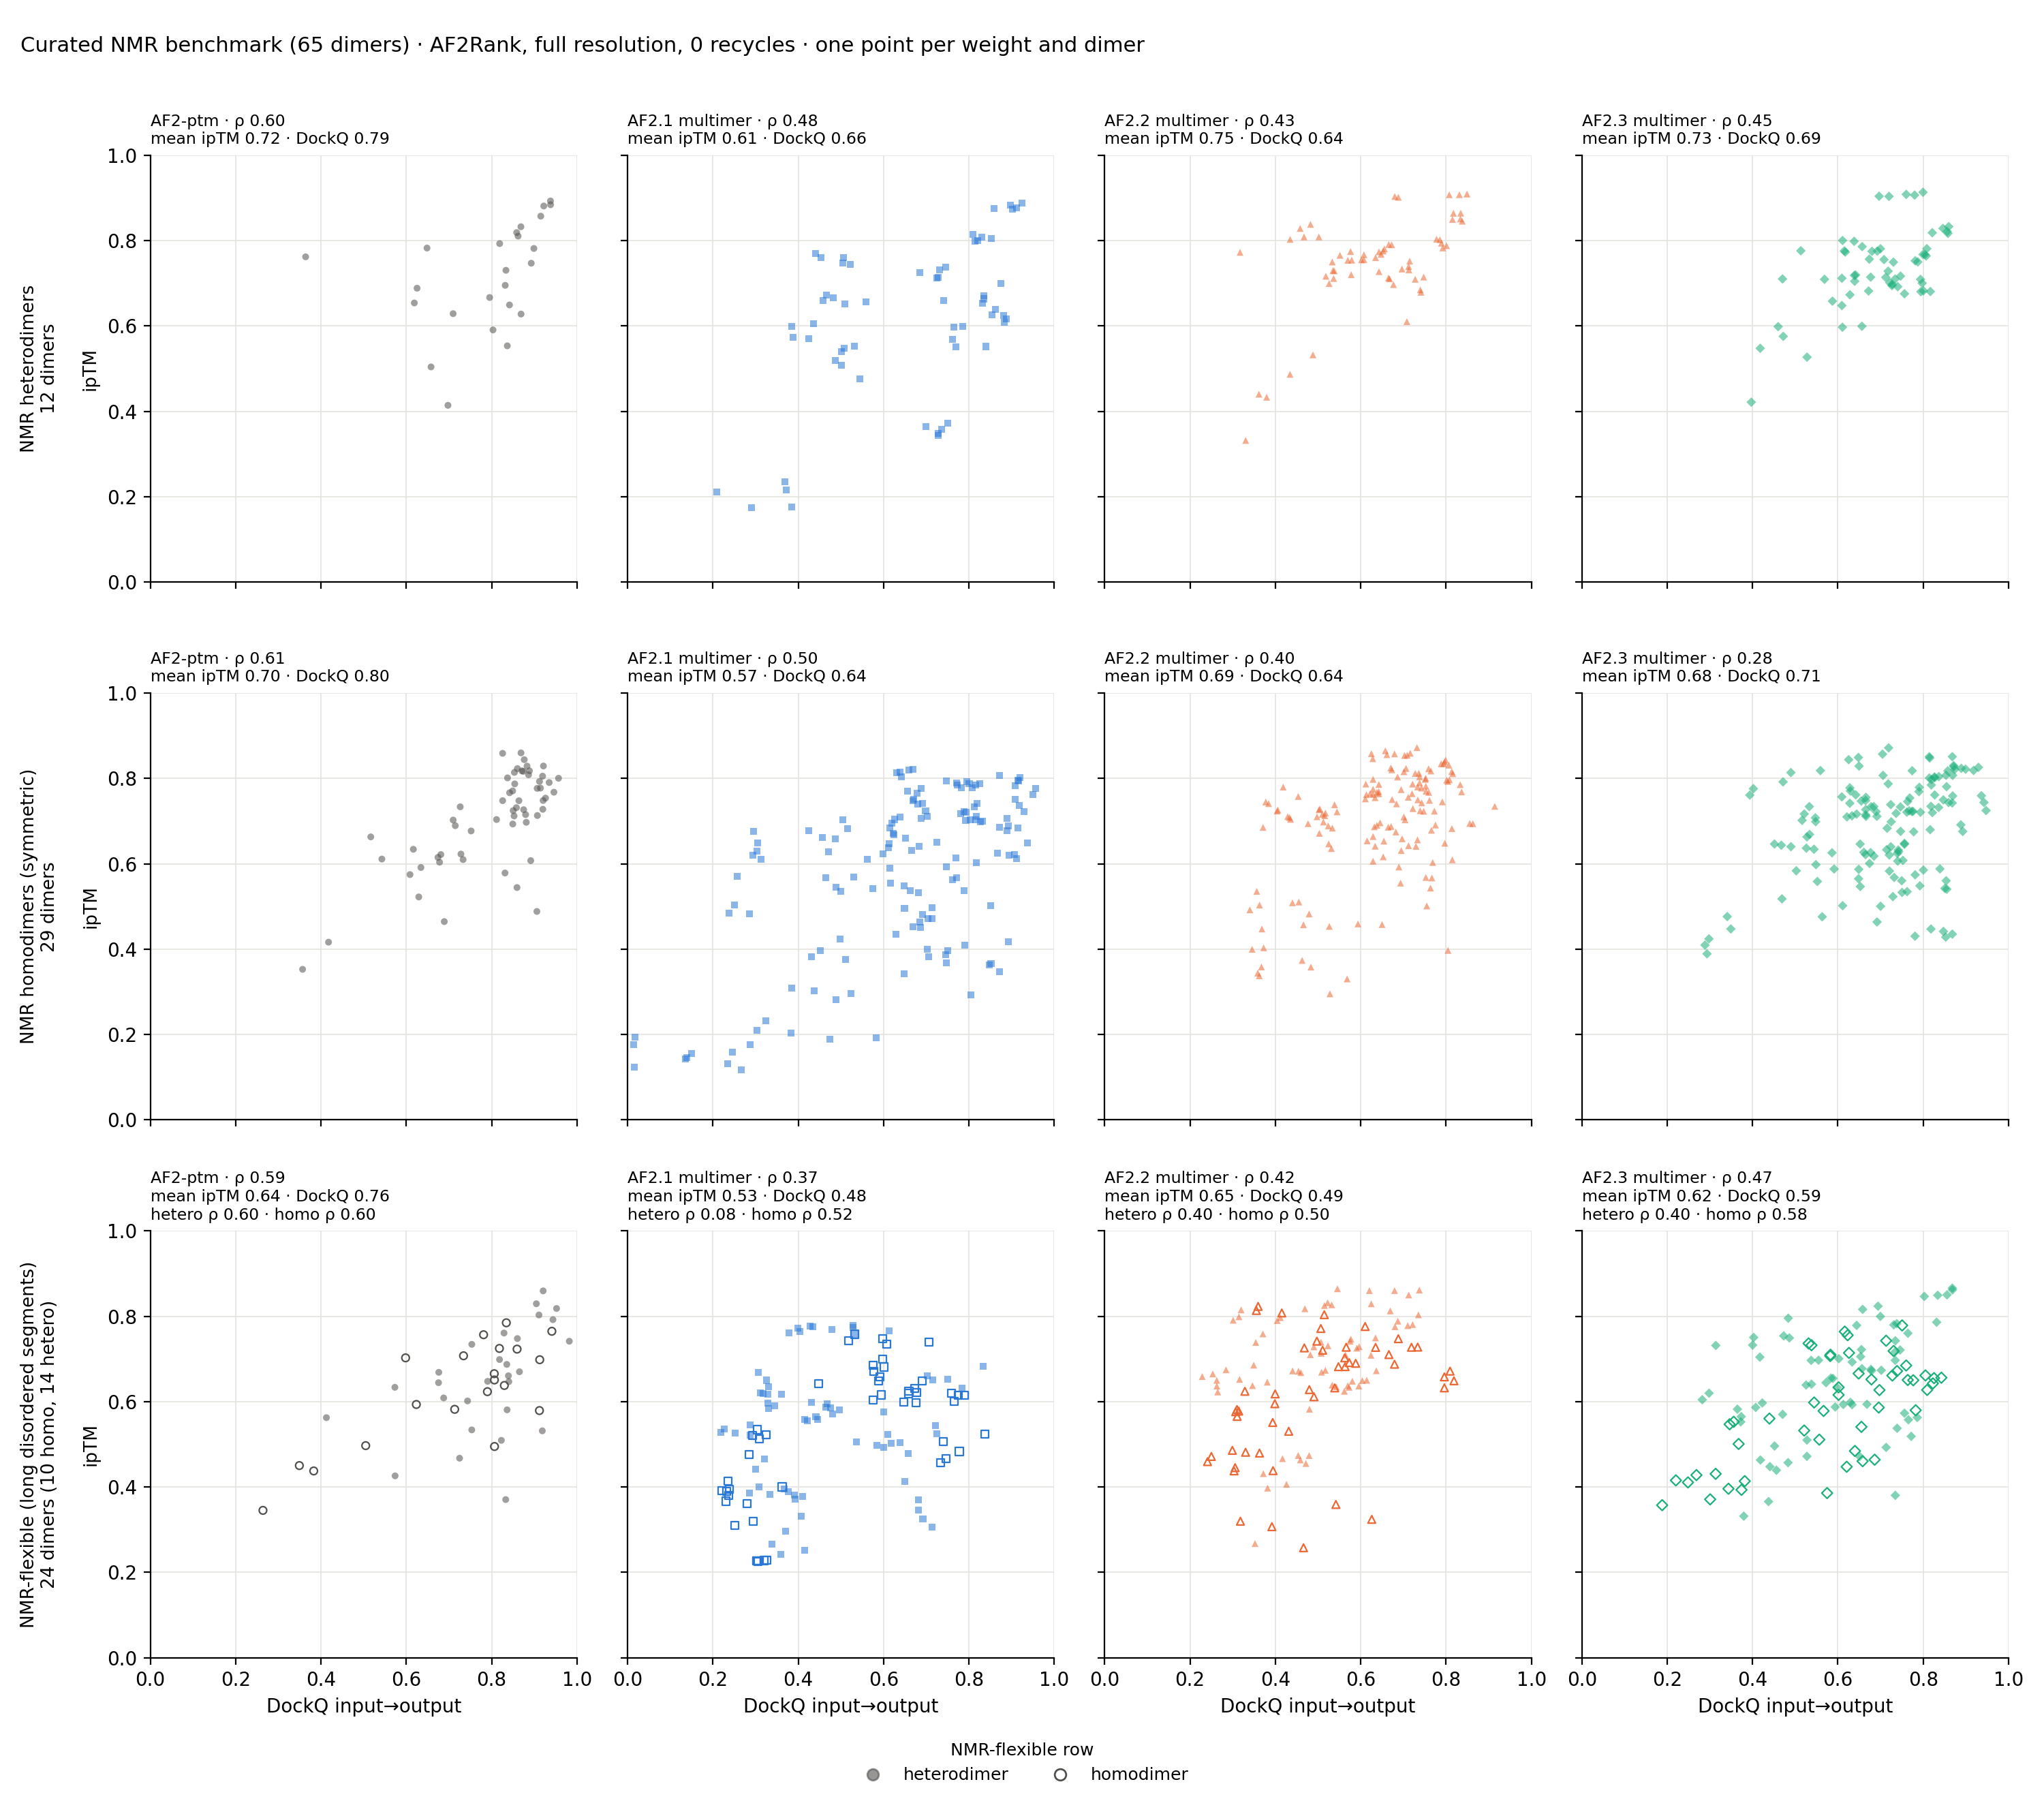 Curated NMR benchmark (65 dimers) · AF2Rank, full resolution, 0 recycles · one point per weight and dimer
AF2-ptm · ρ 0.60
mean ipTM 0.72 · DockQ 0.79
AF2.1 multimer · ρ 0.48
mean ipTM 0.61 · DockQ 0.66
AF2.2 multimer · ρ 0.43
mean ipTM 0.75 · DockQ 0.64
AF2.3 multimer · ρ 0.45
mean ipTM 0.73 · DockQ 0.69
NMR heterodimers
12 dimers
ipTM
1.0
0.8
0.6
0.4
0.2
0.0
AF2-ptm · ρ 0.61
mean ipTM 0.70 · DockQ 0.80
AF2.1 multimer · ρ 0.50
mean ipTM 0.57 · DockQ 0.64
AF2.2 multimer · ρ 0.40
mean ipTM 0.69 · DockQ 0.64
AF2.3 multimer · ρ 0.28
mean ipTM 0.68 · DockQ 0.71
NMR homodimers (symmetric)
29 dimers
ipTM
1.0
0.8
0.6
0.4
0.2
0.0
AF2-ptm · ρ 0.59
mean ipTM 0.64 · DockQ 0.76
hetero ρ 0.60 · homo ρ 0.60
AF2.1 multimer · ρ 0.37
mean ipTM 0.53 · DockQ 0.48
hetero ρ 0.08 · homo ρ 0.52
AF2.2 multimer · ρ 0.42
mean ipTM 0.65 · DockQ 0.49
hetero ρ 0.40 · homo ρ 0.50
AF2.3 multimer · ρ 0.47
mean ipTM 0.62 · DockQ 0.59
hetero ρ 0.40 · homo ρ 0.58
NMR-flexible (long disordered segments)
24 dimers (10 homo, 14 hetero)
ipTM
1.0
0.8
0.6
0.4
0.2
0.0
0.0 0.2 0.4 0.6 0.8 1.0
0.0 0.2 0.4 0.6 0.8 1.0
0.0 0.2 0.4 0.6 0.8 1.0
0.0 0.2 0.4 0.6 0.8 1.0
DockQ input→output
DockQ input→output
DockQ input→output
DockQ input→output
NMR-flexible row
heterodimer
homodimer